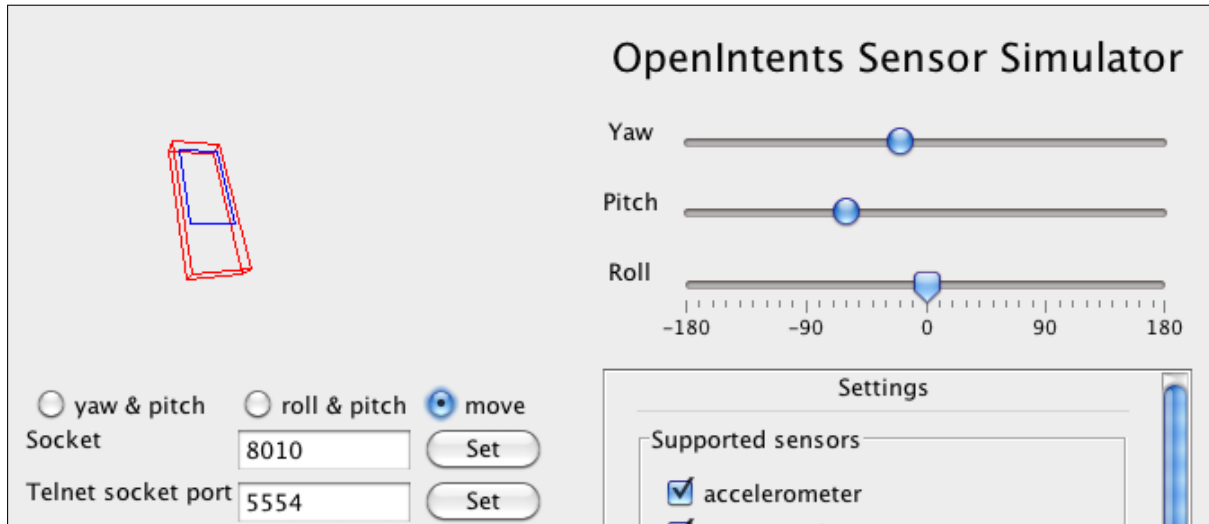 OpenIntents Sensor Simulator
Yaw
Pitch
Roll
-180 -90 0 90 180
yaw & pitch roll & pitch move
Socket 8010 Set
Telnet socket port 5554 Set
Settings
Supported sensors
accelerometer